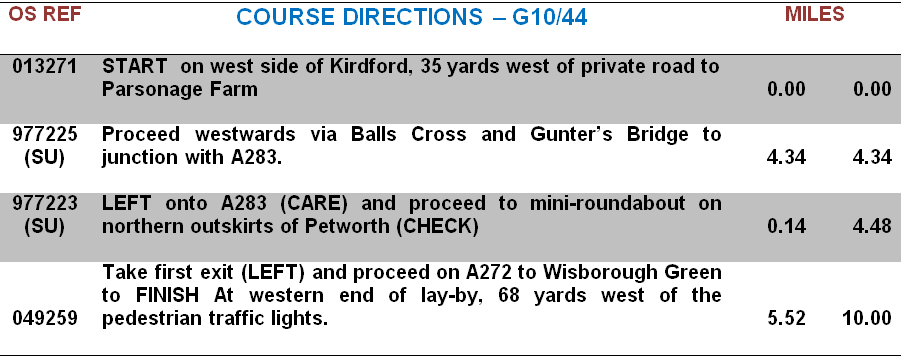 OS REF COURSE DIRECTIONS – G10/44 MILES
013271 START on west side of Kirdford, 35 yards west of private road to
Parsonage Farm 0.00 0.00
977225 Proceed westwards via Balls Cross and Gunter's Bridge to
(SU) junction with A283. 4.34 4.34
977223 LEFT onto A283 (CARE) and proceed to mini-roundabout on
(SU) northern outskirts of Petworth (CHECK) 0.14 4.48
Take first exit (LEFT) and proceed on A272 to Wisborough Green
to FINISH At western end of lay-by, 68 yards west of the
049259 pedestrian traffic lights. 5.52 10.00